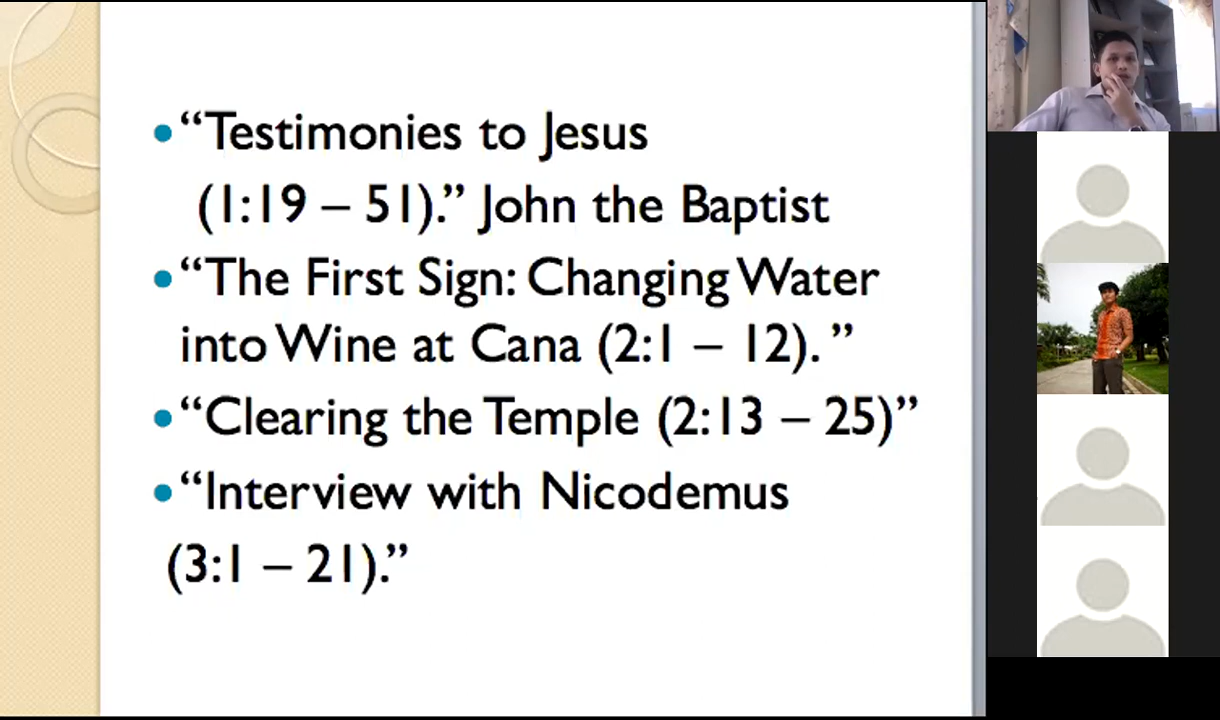 • “Testimonies to Jesus
(1:19 – 51).” John the Baptist
• “The First Sign: Changing Water
into Wine at Cana (2:1 – 12). ”
• “Clearing the Temple (2:13 – 25)”
• “Interview with Nicodemus
(3:1 – 21).”